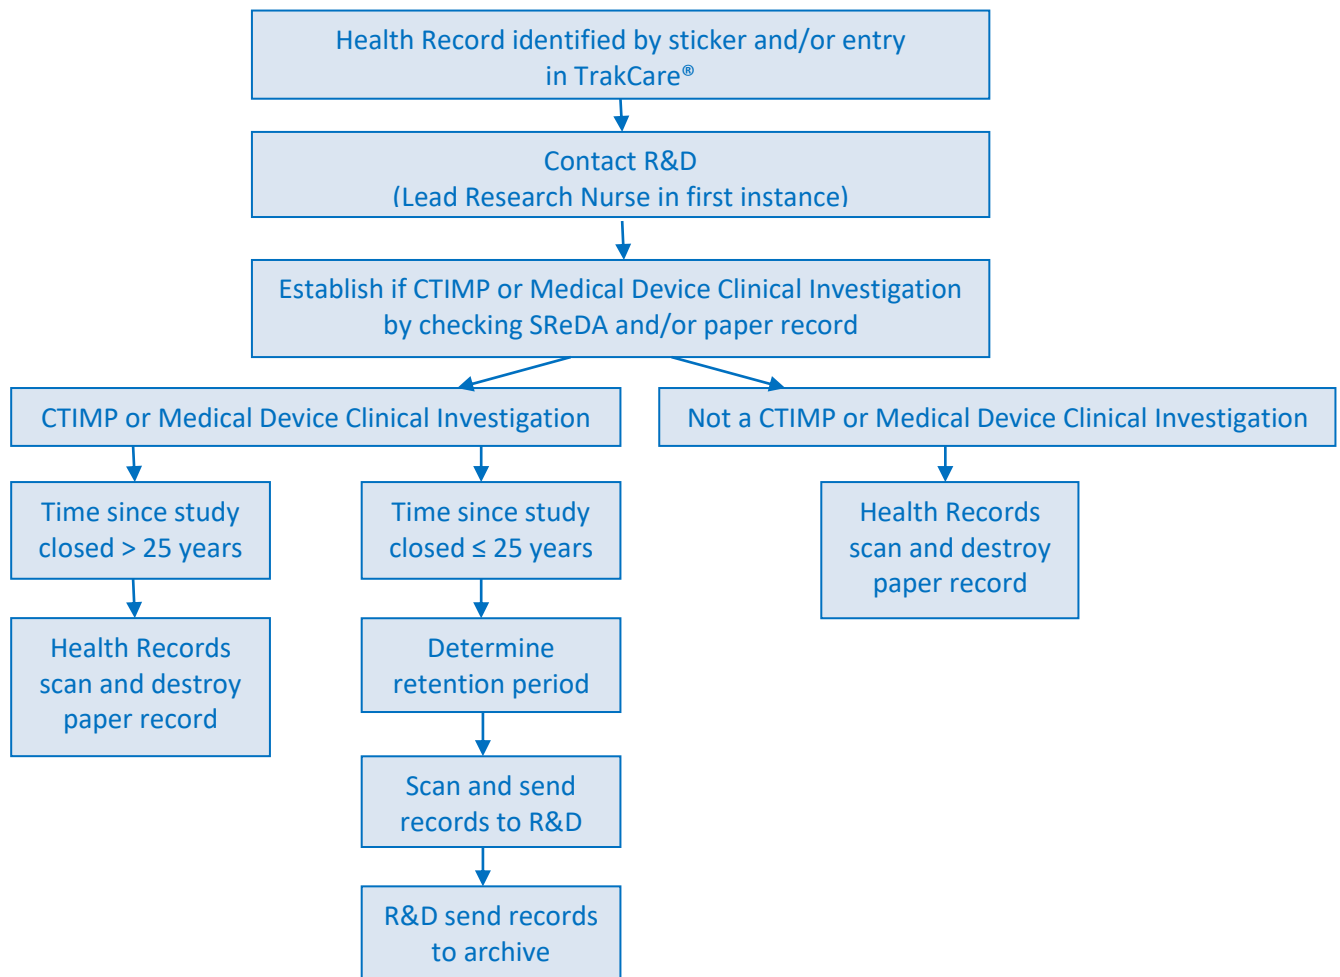 Health Record identified by sticker and/or entry
in TrakCare®
Contact R&D
(Lead Research Nurse in first instance)
Establish if CTIMP or Medical Device Clinical Investigation
by checking SReDA and/or paper record
CTIMP or Medical Device Clinical Investigation
Not a CTIMP or Medical Device Clinical Investigation
Time since study
closed > 25 years
Time since study
closed ≤ 25 years
Health Records
scan and destroy
paper record
Health Records
scan and destroy
paper record
Determine
retention period
Scan and send
records to R&D
R&D send records
to archive